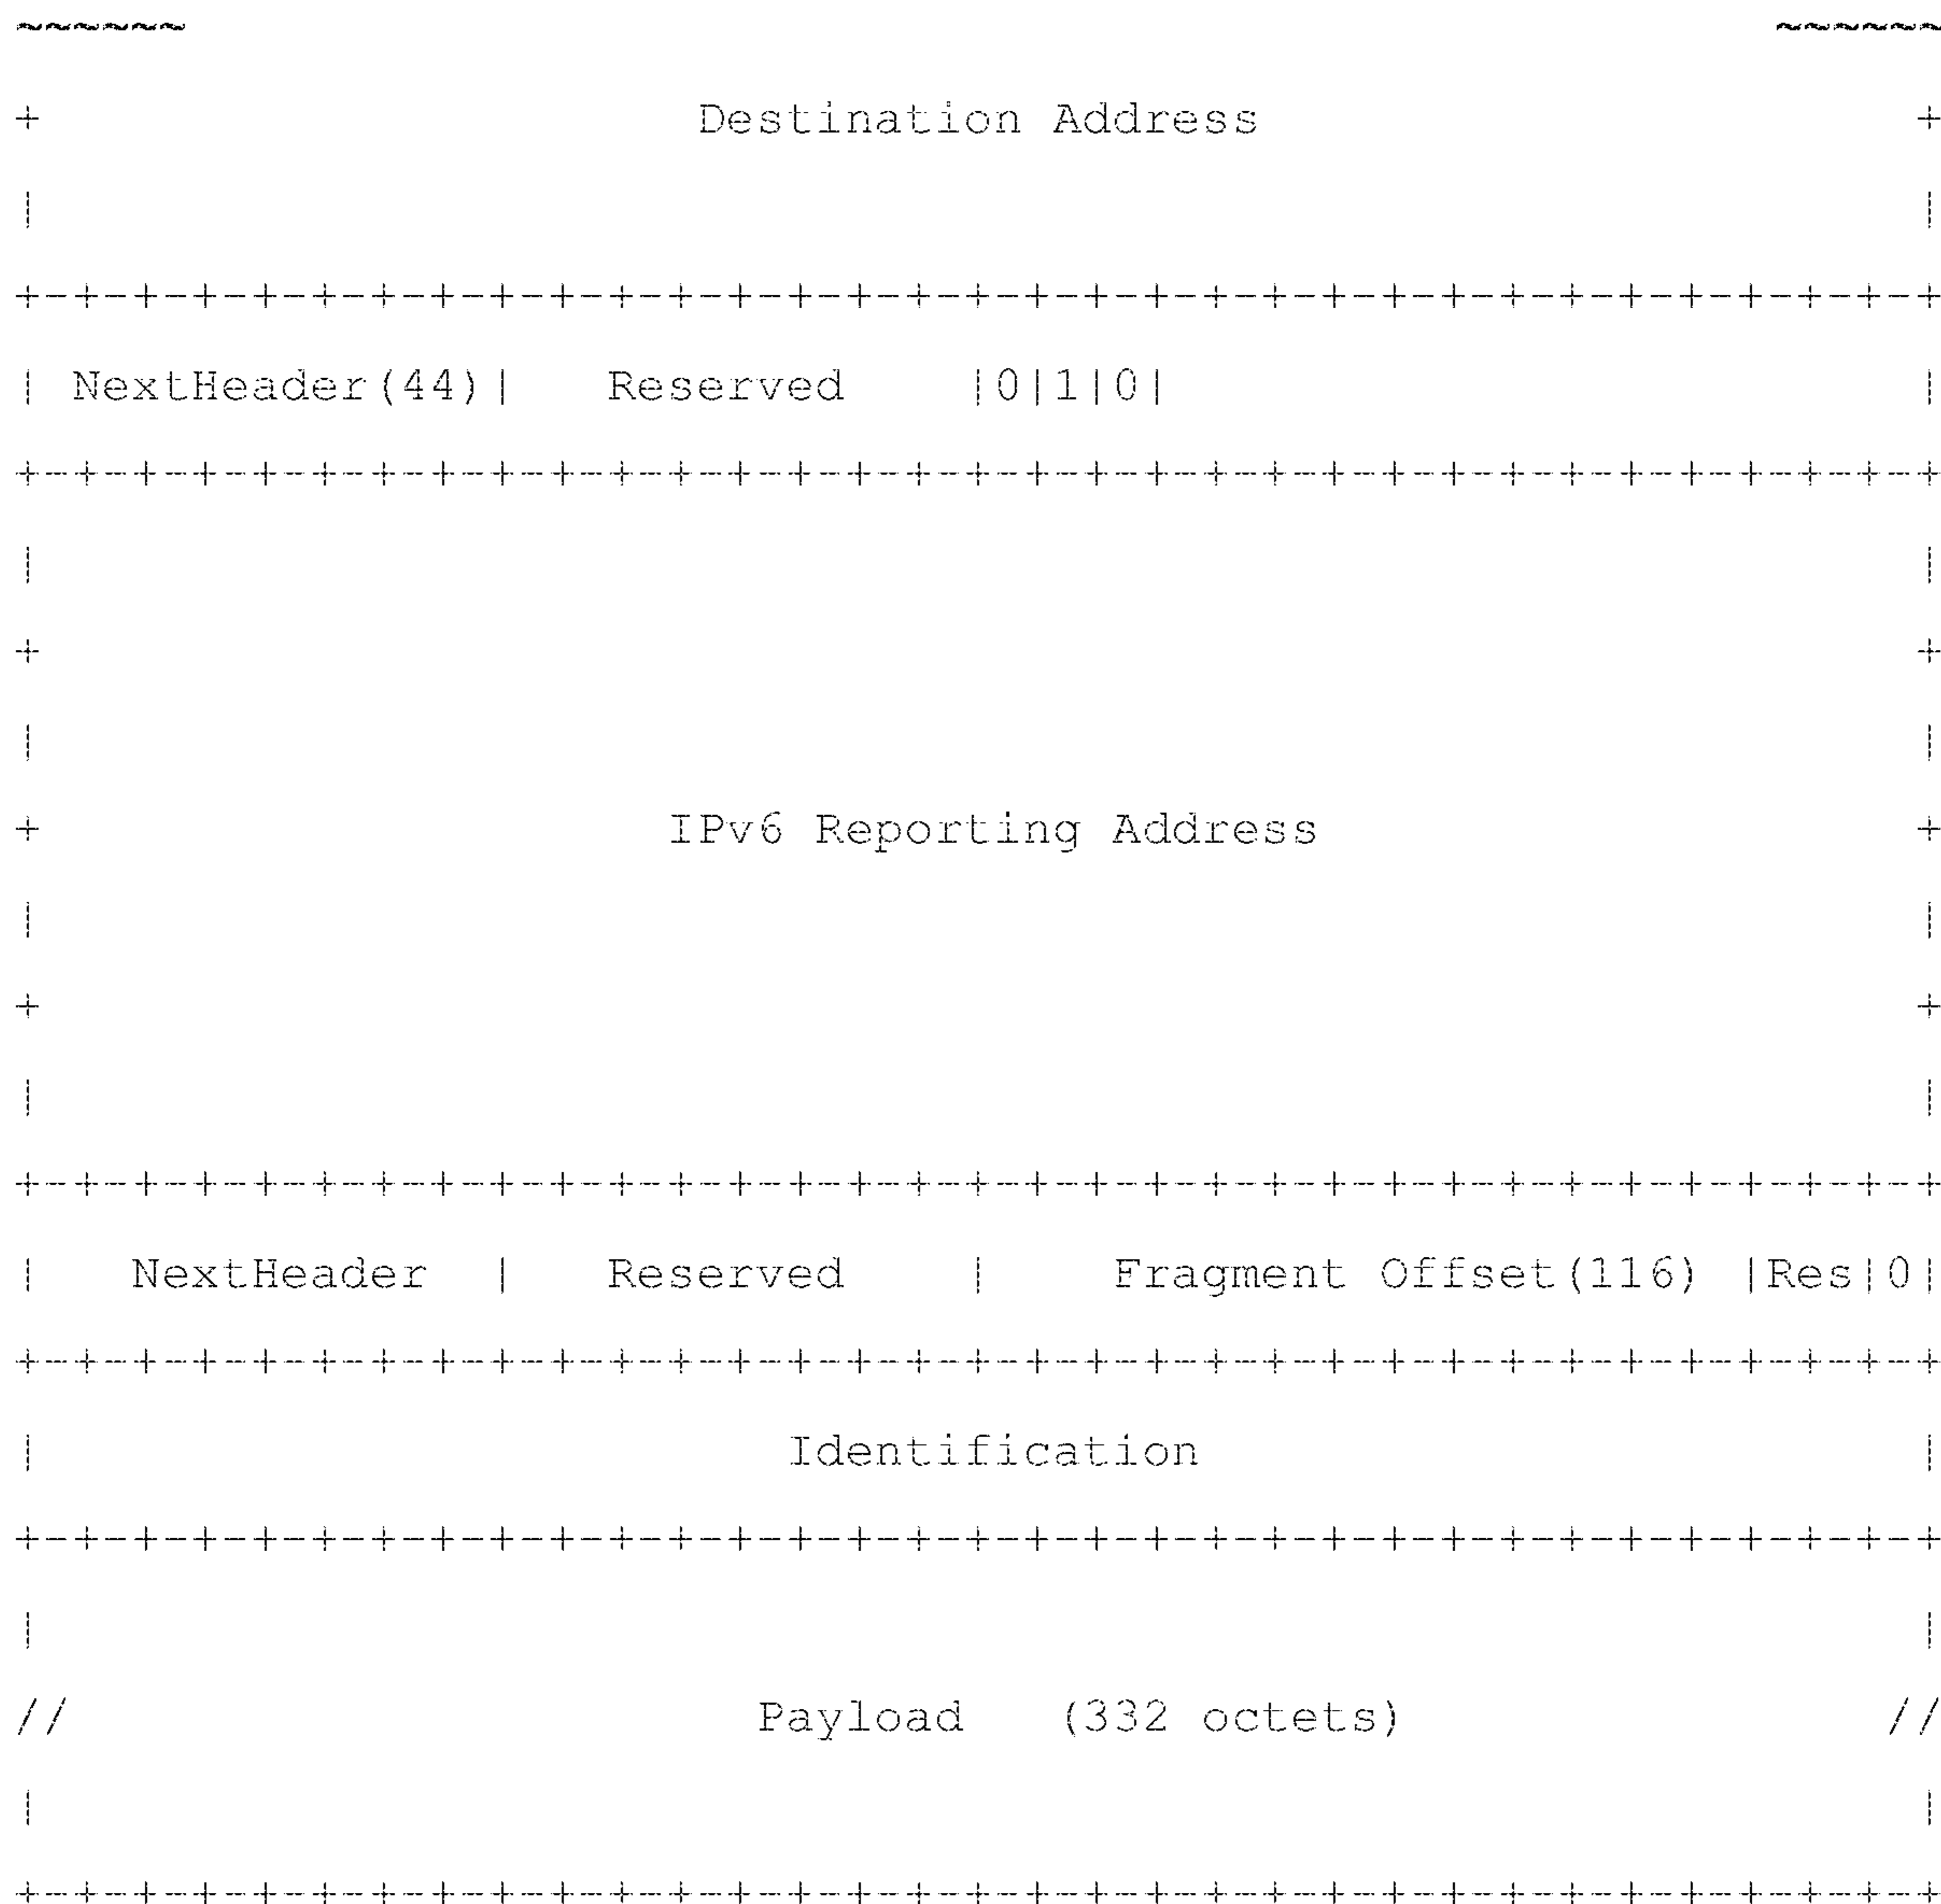 ~~~~~~                                                     ~~~~~~
+                      Destination Address                      +
|                                                               |
+-+-+-+-+-+-+-+-+-+-+-+-+-+-+-+-+-+-+-+-+-+-+-+-+-+-+-+-+-+-+-+-+
| NextHeader(44)|   Reserved    |0|1|0|                         |
+-+-+-+-+-+-+-+-+-+-+-+-+-+-+-+-+-+-+-+-+-+-+-+-+-+-+-+-+-+-+-+-+
|                                                               |
+                                                               +
|                                                               |
+                     IPv6 Reporting Address                    +
|                                                               |
+                                                               +
|                                                               |
+-+-+-+-+-+-+-+-+-+-+-+-+-+-+-+-+-+-+-+-+-+-+-+-+-+-+-+-+-+-+-+-+
|   NextHeader  |   Reserved    |    Fragment Offset(116) |Res|0|
+-+-+-+-+-+-+-+-+-+-+-+-+-+-+-+-+-+-+-+-+-+-+-+-+-+-+-+-+-+-+-+-+
|                         Identification                        |
+-+-+-+-+-+-+-+-+-+-+-+-+-+-+-+-+-+-+-+-+-+-+-+-+-+-+-+-+-+-+-+-+
|                                                               |
//                       Payload   (332 octets)                //
|                                                               |
+-+-+-+-+-+-+-+-+-+-+-+-+-+-+-+-+-+-+-+-+-+-+-+-+-+-+-+-+-+-+-+-+